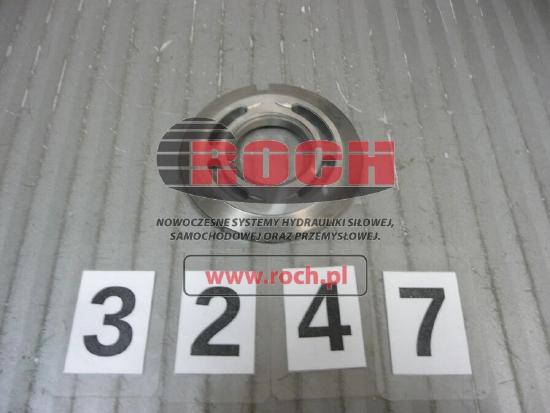 ROCH
NOWOCZESNE SYSTEMY HYDRAULIKI SIŁOWEJ,
SAMOCHODOWEJ ORAZ PRZEMYSŁOWEJ.
www.roch.pl
3 2 4 7